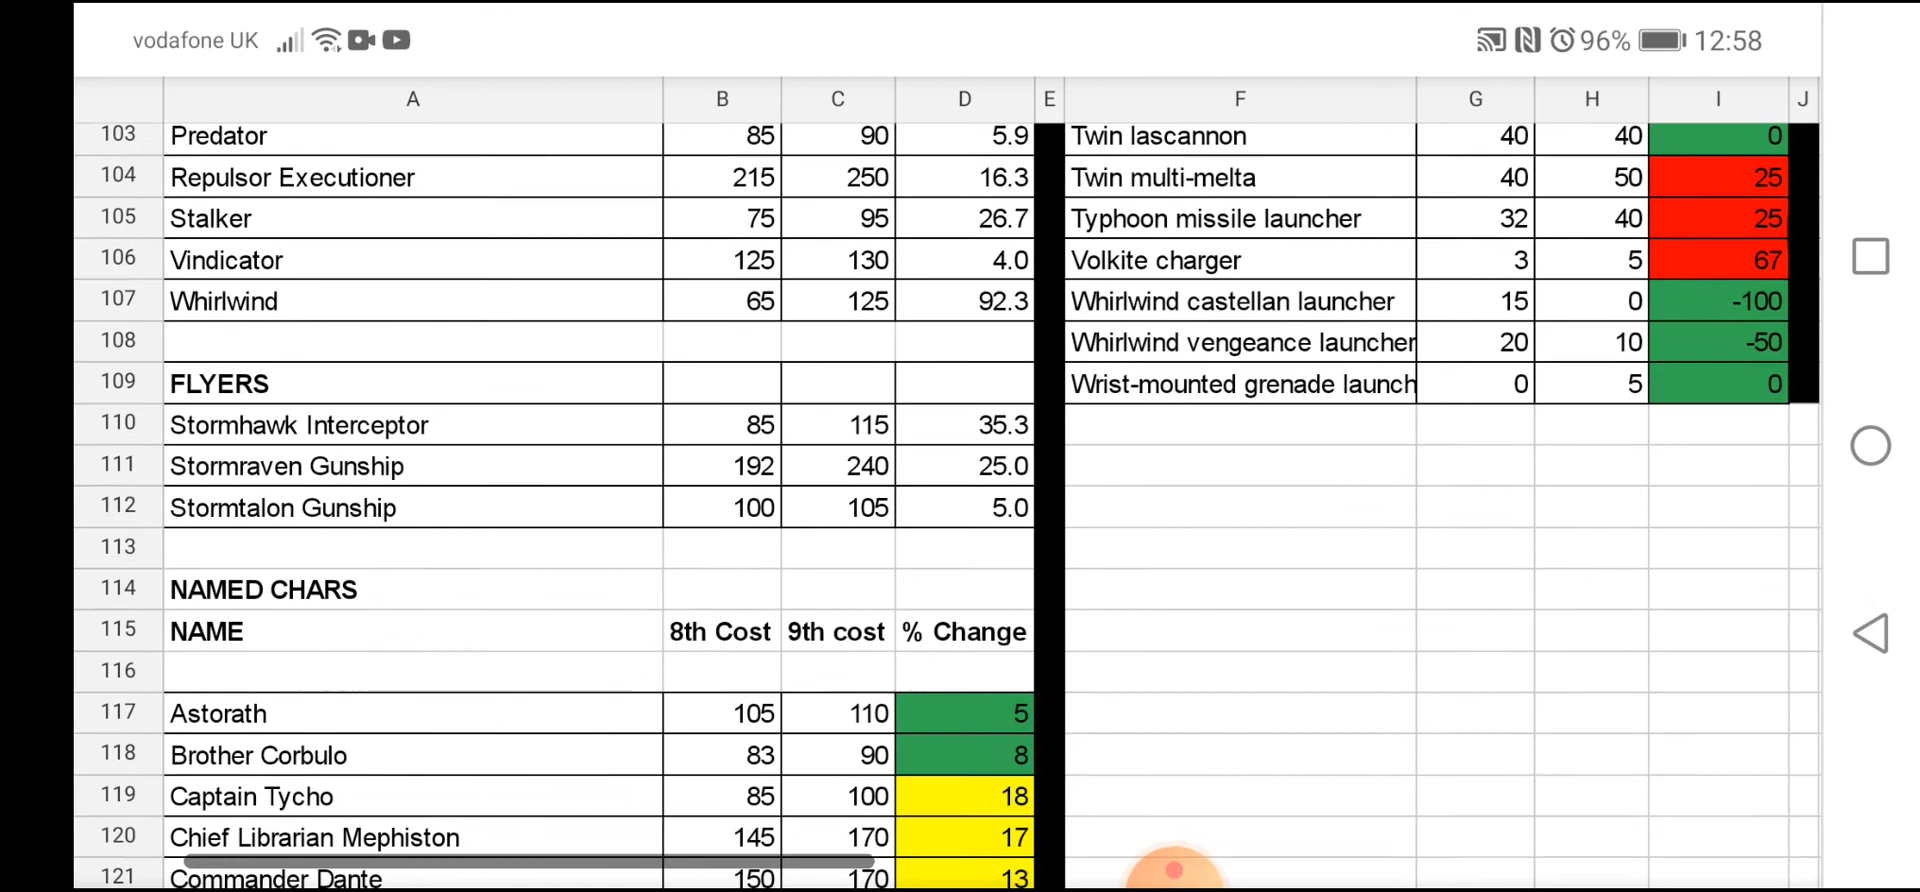 vodafone UK 96% 12:58
A B C D E F G H I J
103 Predator 85 90 5.9 Twin lascannon 40 40 0
104 Repulsor Executioner 215 250 16.3 Twin multi-melta 40 50 25
105 Stalker 75 95 26.7 Typhoon missile launcher 32 40 25
106 Vindicator 125 130 4.0 Volkite charger 3 5 67
107 Whirlwind 65 125 92.3 Whirlwind castellan launcher 15 0 -100
108 Whirlwind vengeance launcher 20 10 -50
109 FLYERS Wrist-mounted grenade launch 0 5 0
110 Stormhawk Interceptor 85 115 35.3
111 Stormraven Gunship 192 240 25.0
112 Stormtalon Gunship 100 105 5.0
113
114 NAMED CHARS
115 NAME 8th Cost 9th cost % Change
116
117 Astorath 105 110 5
118 Brother Corbulo 83 90 8
119 Captain Tycho 85 100 18
120 Chief Librarian Mephiston 145 170 17
121 Commander Dante 150 170 13